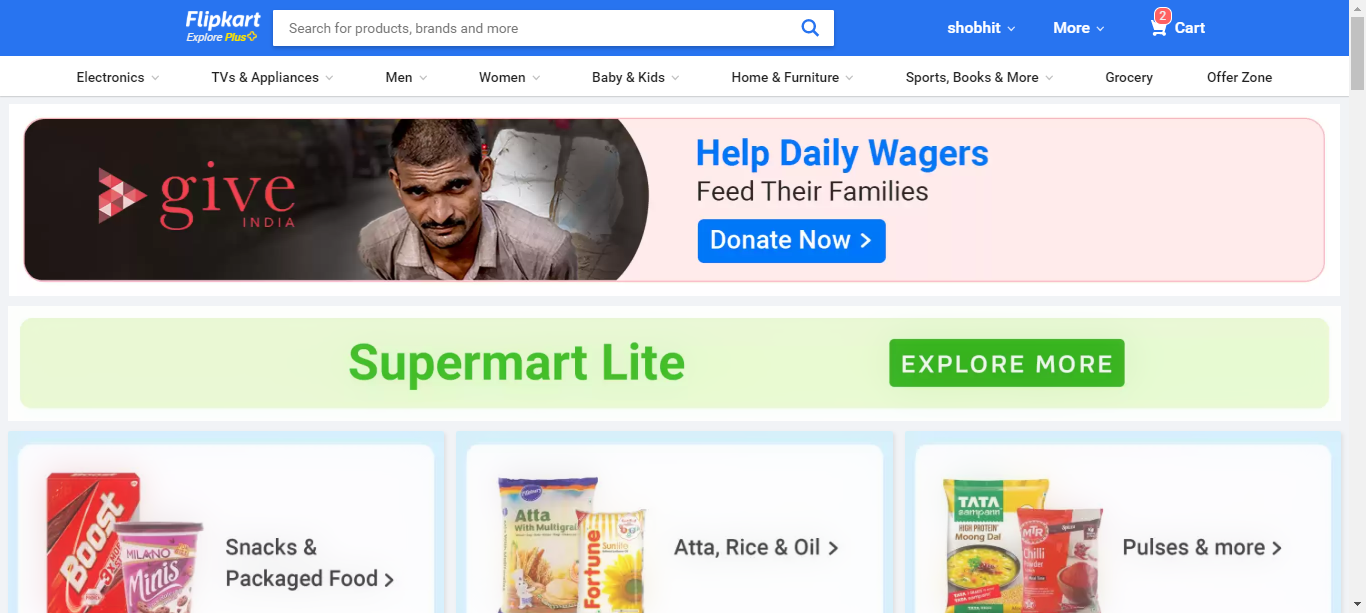 Flipkart
Explore Plus
Search for products, brands and more
shobhit
More
2
Cart
Electronics
TVs & Appliances
Men
Women
Baby & Kids
Home & Furniture
Sports, Books & More
Grocery
Offer Zone
give
INDIA
Help Daily Wagers
Feed Their Families
Donate Now >
Supermart Lite
EXPLORE MORE
BOOST
MILANO
Minis
Snacks &
Packaged Food >
Pillsbury
Atta
With Multigrai
Fortune
Sunlite
Atta, Rice & Oil >
TATA
sampann
HIGH PROTEIN
Moong Dal
MTR
Spices
Chilli
Powder
Pulses & more >